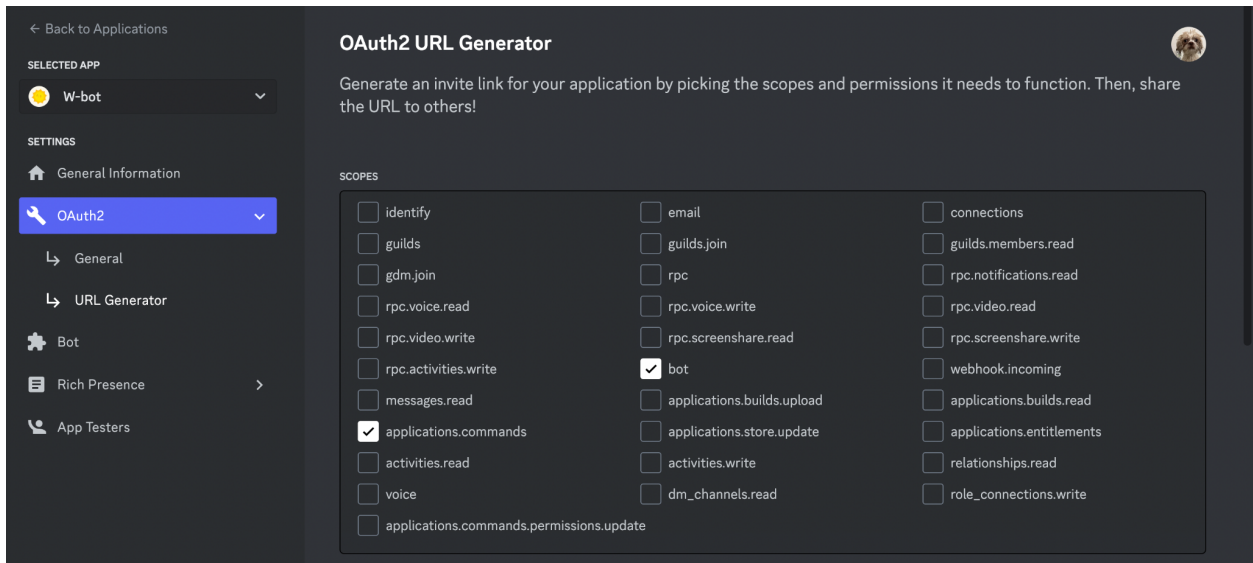 ← Back to Applications
SELECTED APP
W-bot
SETTINGS
General Information
OAuth2
General
URL Generator
Bot
Rich Presence
App Testers
OAuth2 URL Generator
Generate an invite link for your application by picking the scopes and permissions it needs to function. Then, share
the URL to others!
SCOPES
identify email connections
guilds guilds.join guilds.members.read
gdm.join rpc rpc.notifications.read
rpc.voice.read rpc.voice.write rpc.video.read
rpc.video.write rpc.screenshare.read rpc.screenshare.write
rpc.activities.write bot webhook.incoming
messages.read applications.builds.upload applications.builds.read
applications.commands applications.store.update applications.entitlements
activities.read activities.write relationships.read
voice dm_channels.read role_connections.write
applications.commands.permissions.update